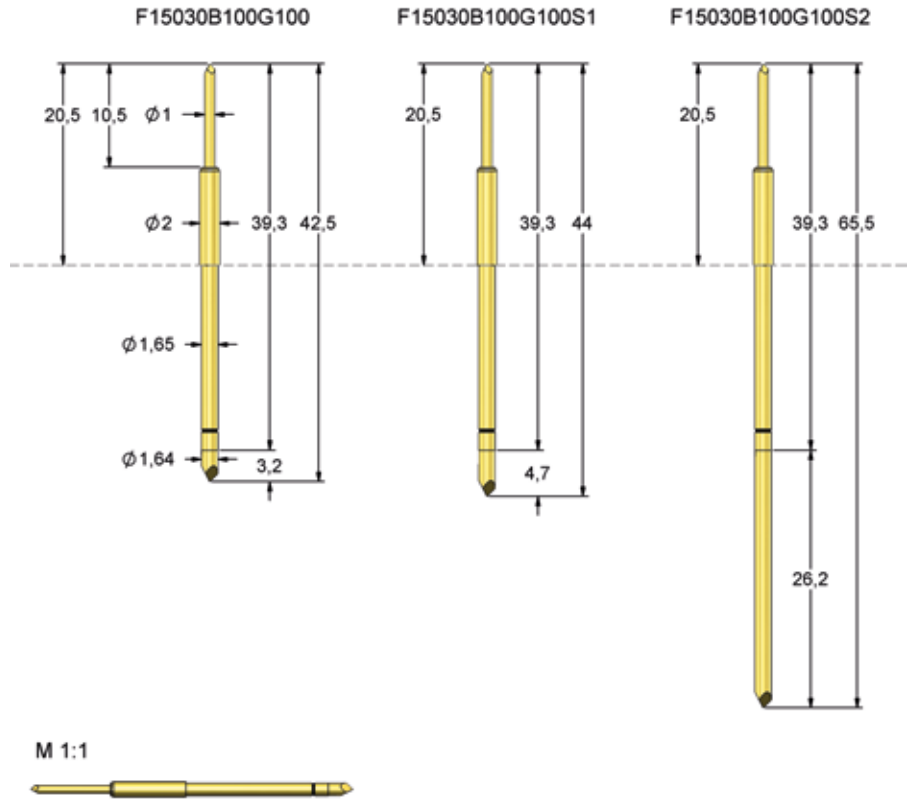 F15030B100G100 F15030B100G100S1 F15030B100G100S2
20,5 10,5 Ø1 20,5 20,5
Ø2 39,3 42,5 39,3 44 39,3 65,5
Ø1,65
Ø1,64 3,2 4,7
26,2
M 1:1